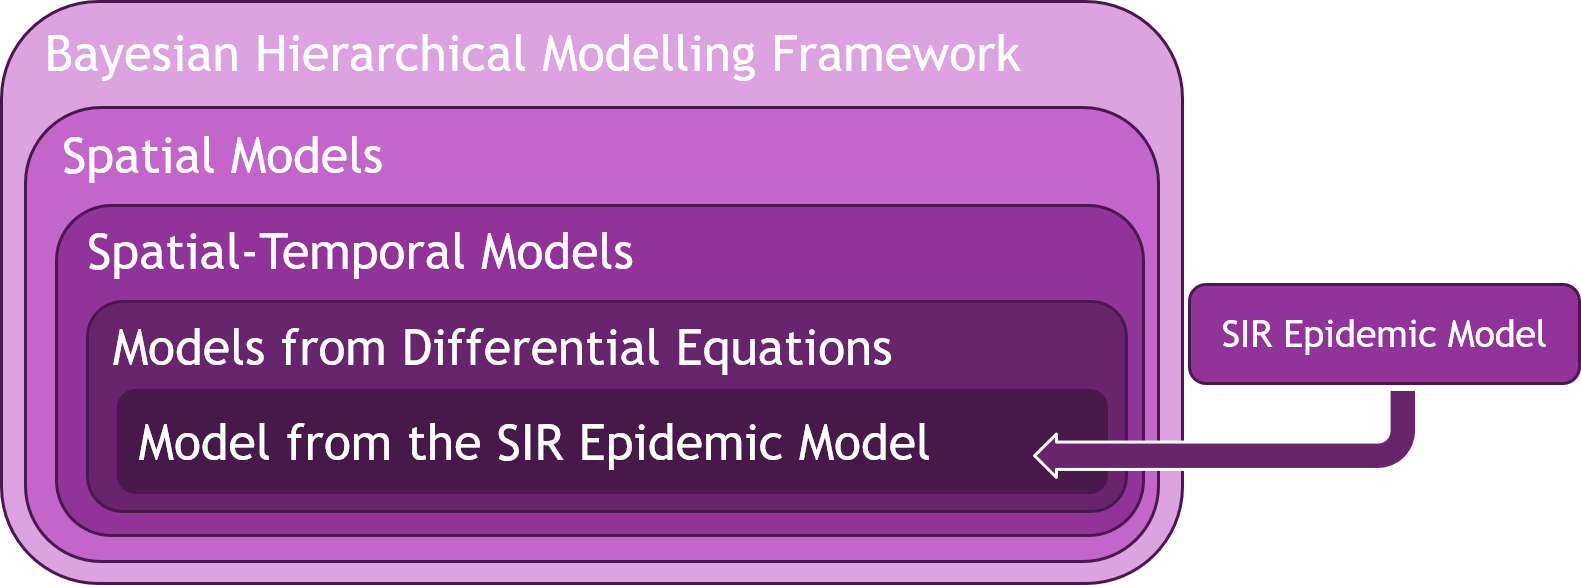 Bayesian Hierarchical Modelling Framework
Spatial Models
Spatial-Temporal Models
Models from Differential Equations
Model from the SIR Epidemic Model
SIR Epidemic Model